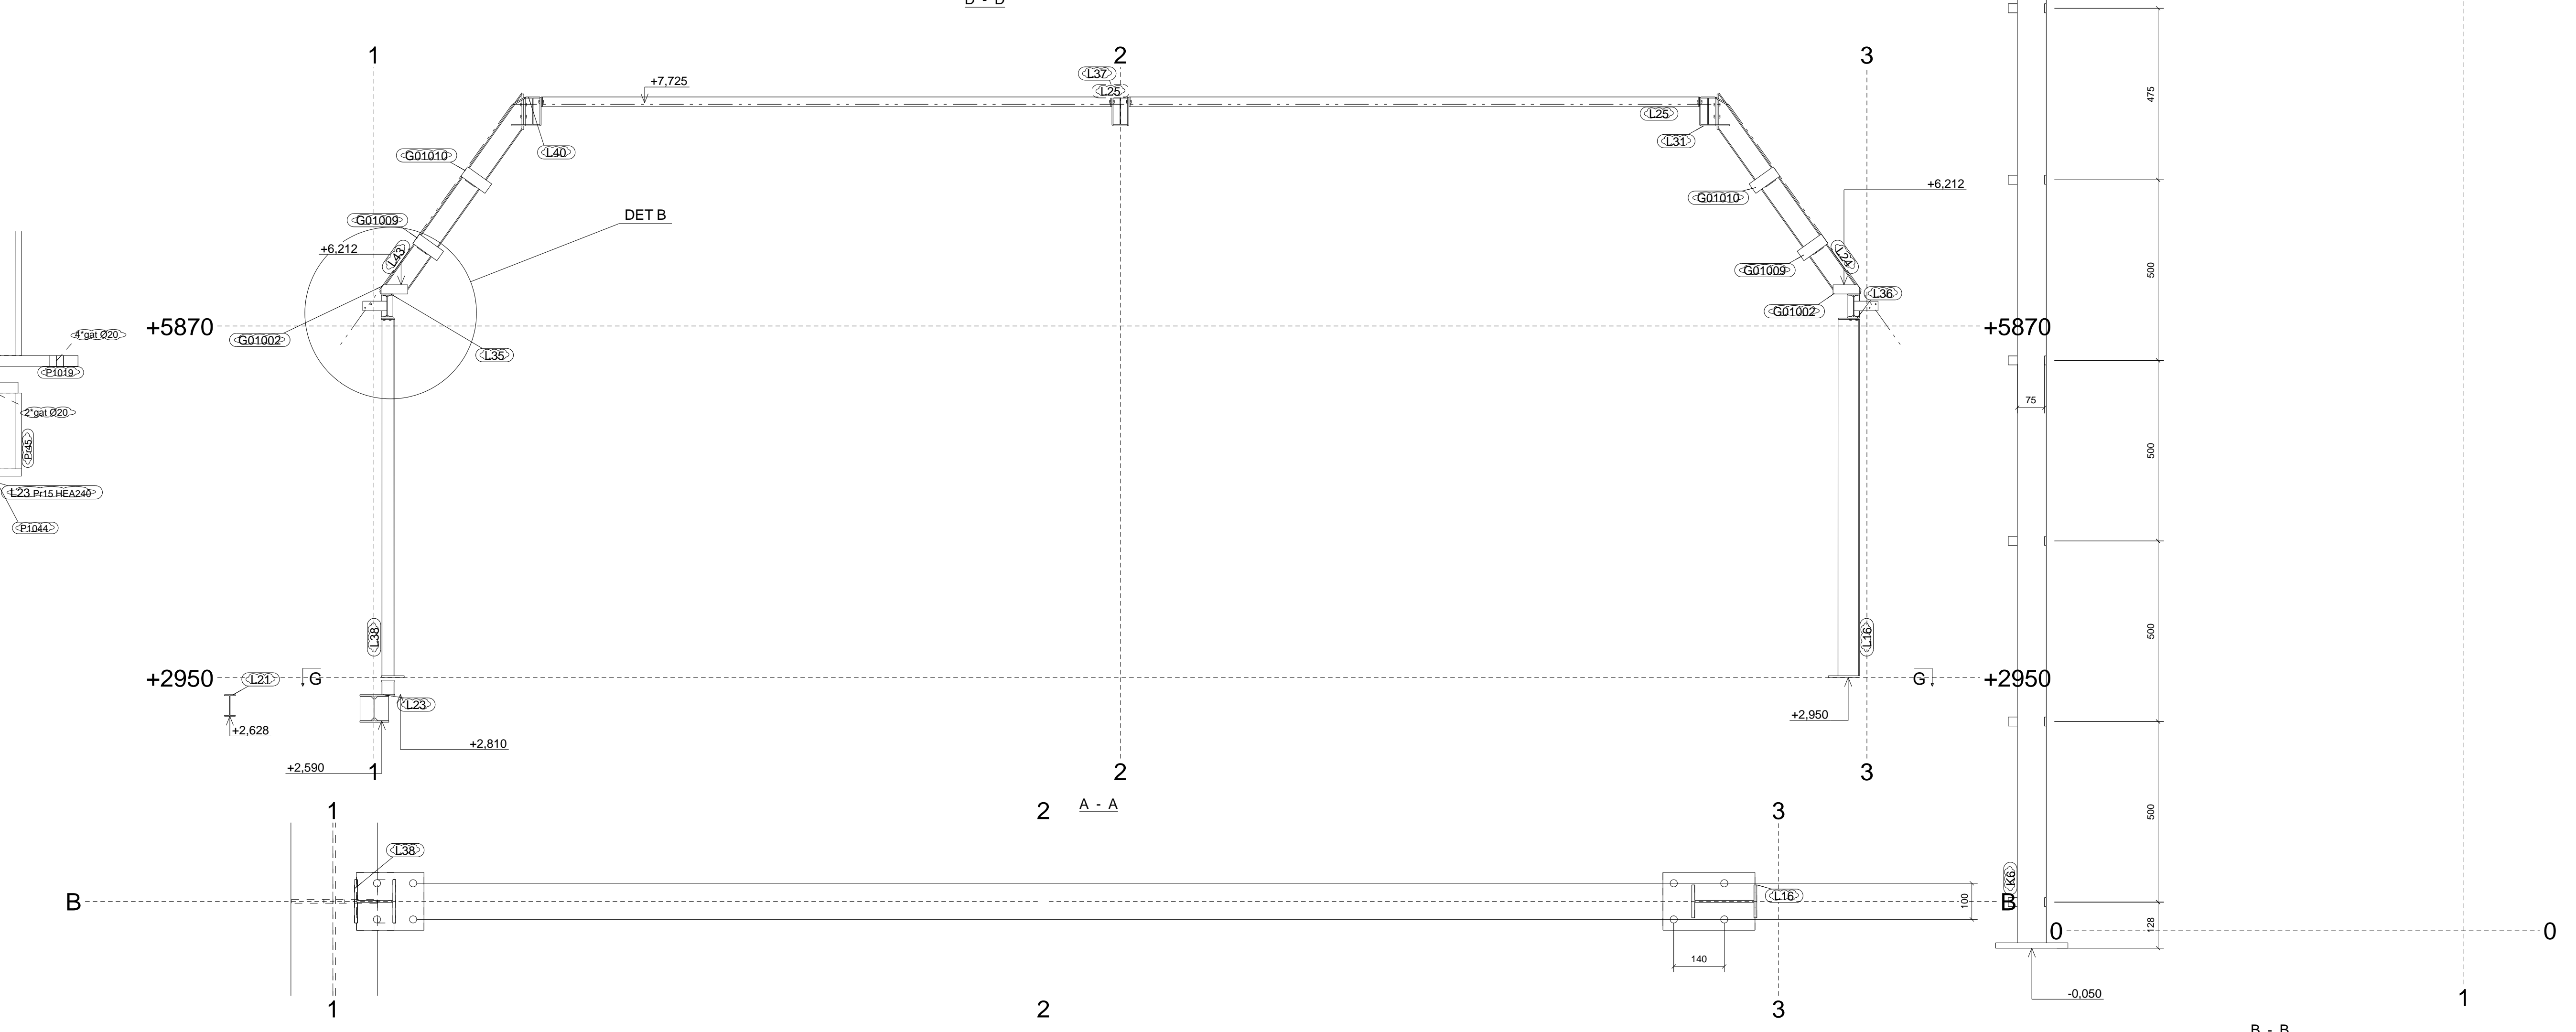 D - D
1
2
3
L37
L25
+7,725
475
L25
L40
L31
G01010
G01010
+6,212
G01009
DET B
+6,212
L43
L24
G01009
500
L36
G01002
+5870
+5870
4*gat Ø20
G01002
L35
P1019
75
2*gat Ø20
Pr45
500
L23 Pr15 HEA240
P1044
L38
L16
500
+2950
L21
G
G
+2950
L23
+2,950
+2,628
+2,810
+2,590
1
2
3
A - A
1
2
3
500
L38
K6
B
L16
100
B
128
0
0
140
-0,050
1
1
2
3
B - B